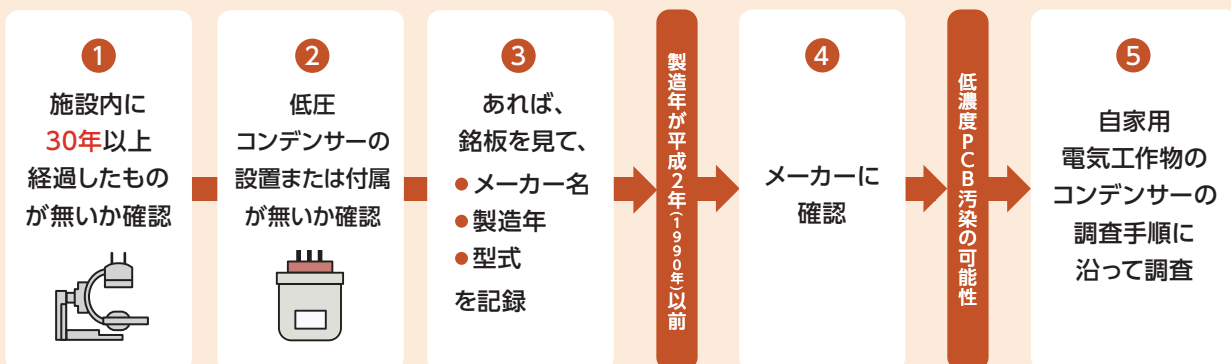 1
施設内に
30年以上
経過したもの
が無いか確認
2
低圧
コンデンサーの
設置または付属
が無いか確認
3
あれば、
銘板を見て、
●メーカー名
●製造年
●型式
を記録
製造年が平成2年(1990年)以前
4
メーカーに
確認
低濃度PCB汚染の可能性
5
自家用
電気工作物の
コンデンサーの
調査手順に
沿って調査